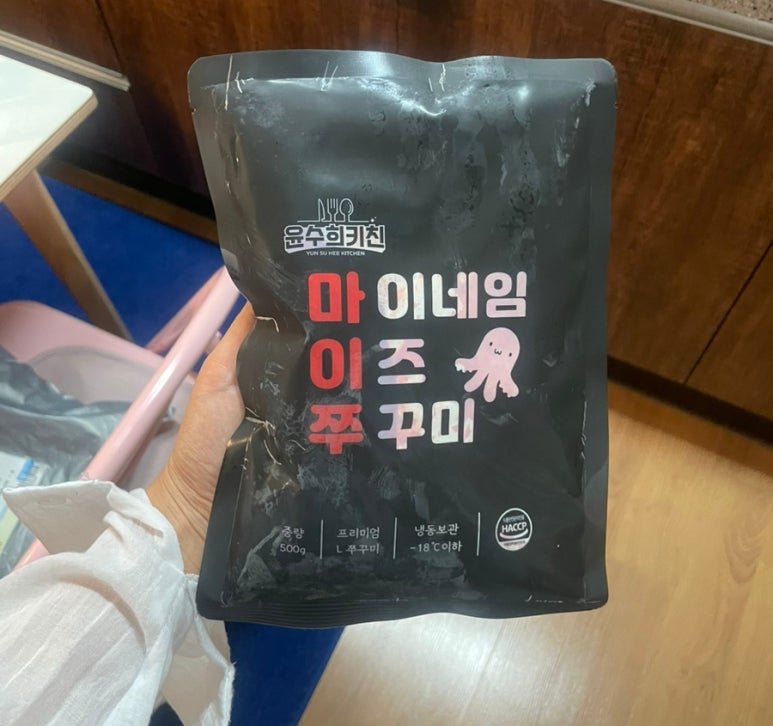 윤수희키친
YUN SU HEE KITCHEN
마이네임
이즈
쭈꾸미
중량
500g
프리미엄
L 쭈꾸미
냉동보관
-18℃이하
HACCP